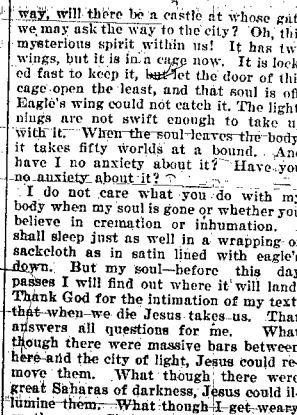 way, will there be a castle at whose gat
we may ask the way to the city? Oh, thi
mysterious spirit within us! It has tw
wings, but it is in a cage now. It is lock
ed fast to keep it, but let the door of thi
cage open the least, and that soul is off
Eagle's wing could not catch it. The light
nings are not swift enough to take u
with it. When the soul leaves the body
it takes fifty worlds at a bound. And
have I no anxiety about it? Have you
no anxiety about it?
I do not care what you do with my
body when my soul is gone or whether you
believe in cremation or inhumation. I
shall sleep just as well in a wrapping o
sackcloth as in satin lined with eagle's
down. But my soul—before this day
passes I will find out where it will land
Thank God for the intimation of my text
that when we die Jesus takes us. That
answers all questions for me. What
though there were massive bars between
here and the city of light, Jesus could re
move them. What though there were
great Saharas of darkness, Jesus could il
lumine them. What though I get weary